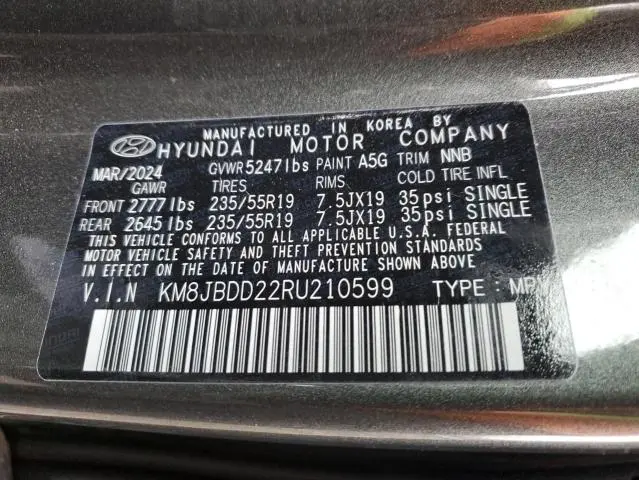 MANUFACTURED IN KOREA BY
HYUNDAI MOTOR COMPANY
MAR/2024 GVWR 5247lbs PAINT A5G TRIM NNB
GAWR TIRES RIMS COLD TIRE INFL
FRONT 2777lbs 235/55R19 7.5JX19 35psi SINGLE
REAR 2645lbs 235/55R19 7.5JX19 35psi SINGLE
THIS VEHICLE CONFORMS TO ALL APPLICABLE U.S.A. FEDERAL
MOTOR VEHICLE SAFETY AND THEFT PREVENTION STANDARDS
IN EFFECT ON THE DATE OF MANUFACTURE SHOWN ABOVE.
V.I.N KM8JBDD22RU210599 TYPE : MPV